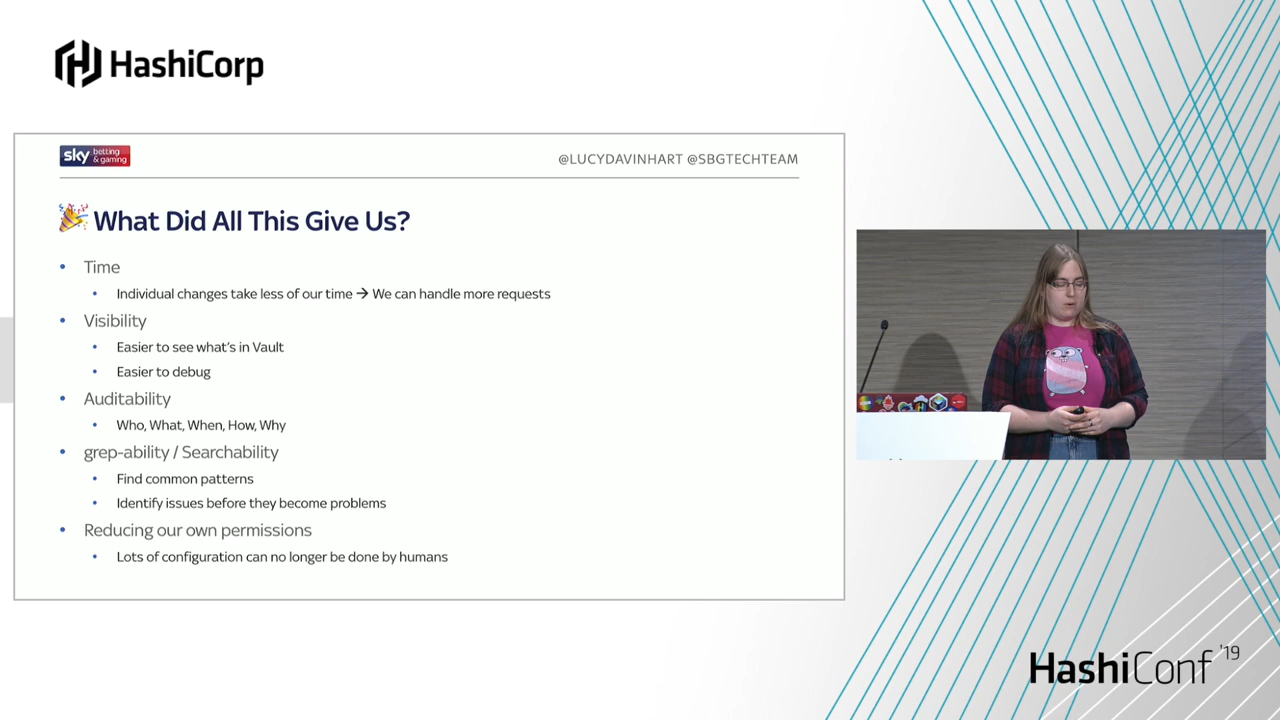 HashiCorp
sky betting & gaming
@LUCYDAVINHART @SBGTECHTEAM
🎉 What Did All This Give Us?
• Time
• Individual changes take less of our time → We can handle more requests
• Visibility
• Easier to see what's in Vault
• Easier to debug
• Auditability
• Who, What, When, How, Why
• grep-ability / Searchability
• Find common patterns
• Identify issues before they become problems
• Reducing our own permissions
• Lots of configuration can no longer be done by humans
HashiConf '19